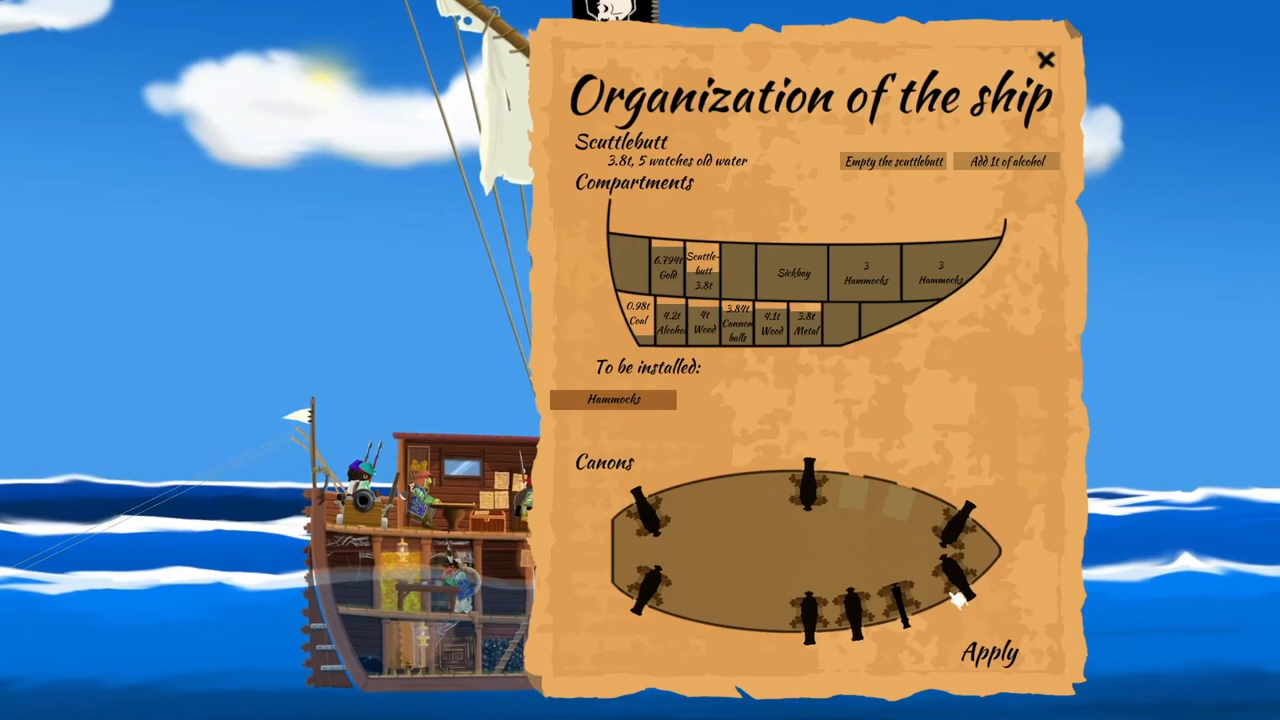 Organization of the ship
Scuttlebutt
3.8t, 5 watches old water
Empty the scuttlebutt
Add 1t of alcohol
Compartments
6.794t
Gold
Scuttle-
butt
3.8t
Sickbay
3
Hammocks
3
Hammocks
0.98t
Coal
4.2t
Alcohol
4t
Wood
3.84t
Cannon
balls
4.1t
Wood
3.8t
Metal
To be installed:
Hammocks
Canons
Apply